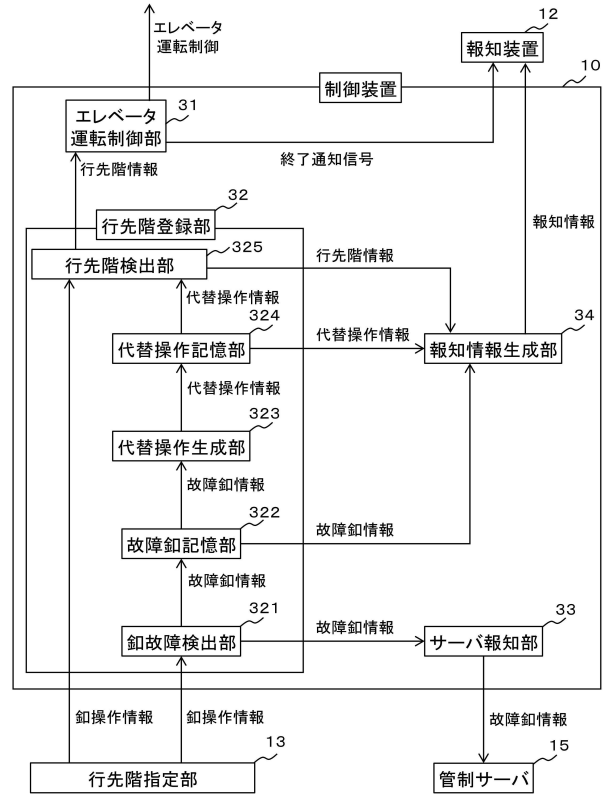 エレベータ
運転制御
12
報知装置
10
制御装置
31
エレベータ
運転制御部
終了通知信号
行先階情報
32
行先階登録部
報知情報
325
行先階検出部
行先階情報
代替操作情報
324
代替操作記憶部
代替操作情報
34
報知情報生成部
代替操作情報
323
代替操作生成部
故障釦情報
322
故障釦記憶部
故障釦情報
故障釦情報
321
釦故障検出部
故障釦情報
33
サーバ報知部
釦操作情報
釦操作情報
故障釦情報
13
行先階指定部
15
管制サーバ